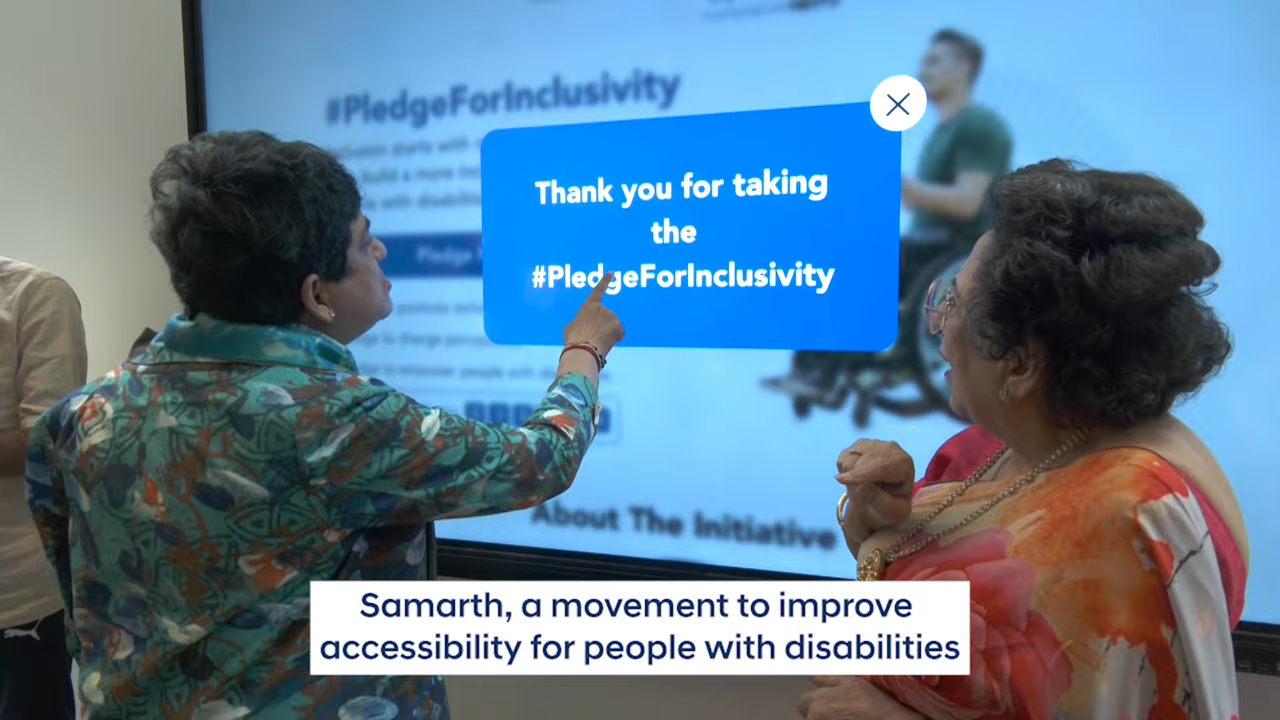 #PledgeForInclusivity
Thank you for taking
the
#PledgeForInclusivity
About The Initiative
Samarth, a movement to improve
accessibility for people with disabilities